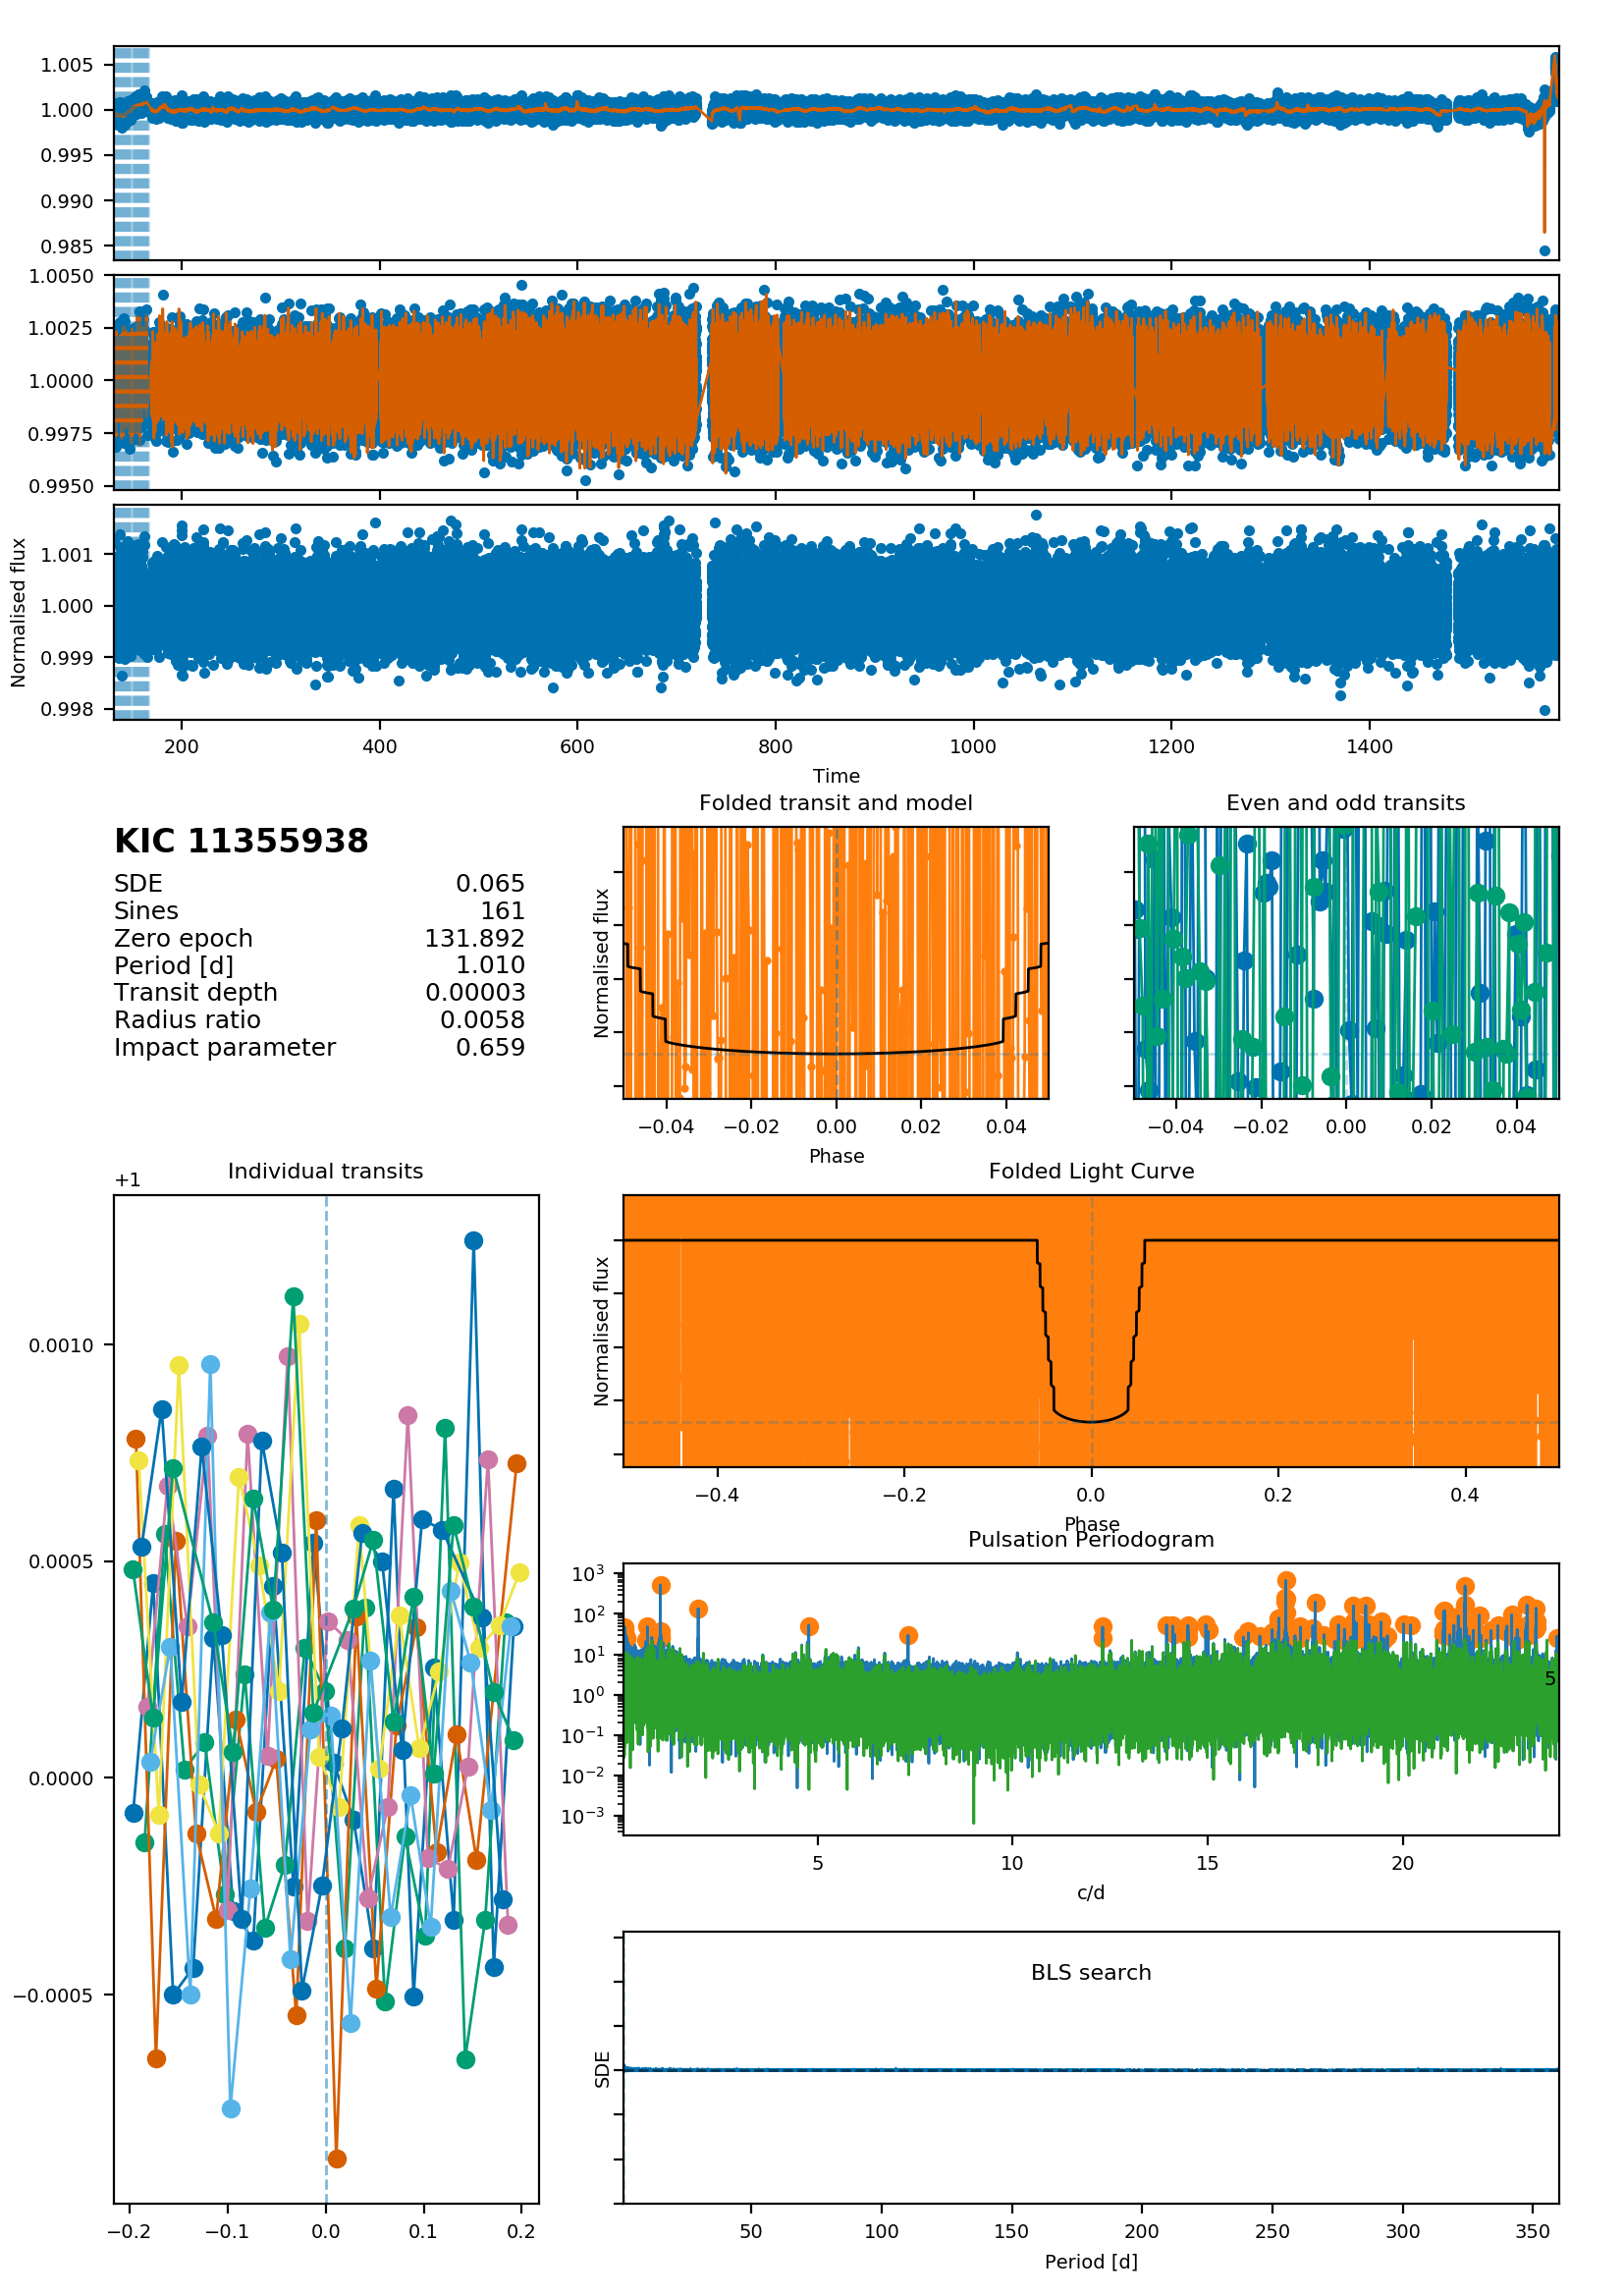 1.005
1.000
0.995
0.990
0.985
1.0050
1.0025
1.0000
0.9975
0.9950
1.001
1.000
0.999
0.998
Normalised flux
200 400 600 800 1000 1200 1400
Time
KIC 11355938
SDE 0.065
Sines 161
Zero epoch 131.892
Period [d] 1.010
Transit depth 0.00003
Radius ratio 0.0058
Impact parameter 0.659
Folded transit and model
Normalised flux
−0.04 −0.02 0.00 0.02 0.04
Phase
Even and odd transits
−0.04 −0.02 0.00 0.02 0.04
Individual transits
+1
0.0010
0.0005
0.0000
−0.0005
−0.2 −0.1 0.0 0.1 0.2
Folded Light Curve
Normalised flux
−0.4 −0.2 0.0 0.2 0.4
Phase
Pulsation Periodogram
10³
10²
10¹
10⁰
10⁻¹
10⁻²
10⁻³
5
5 10 15 20
c/d
BLS search
SDE
50 100 150 200 250 300 350
Period [d]